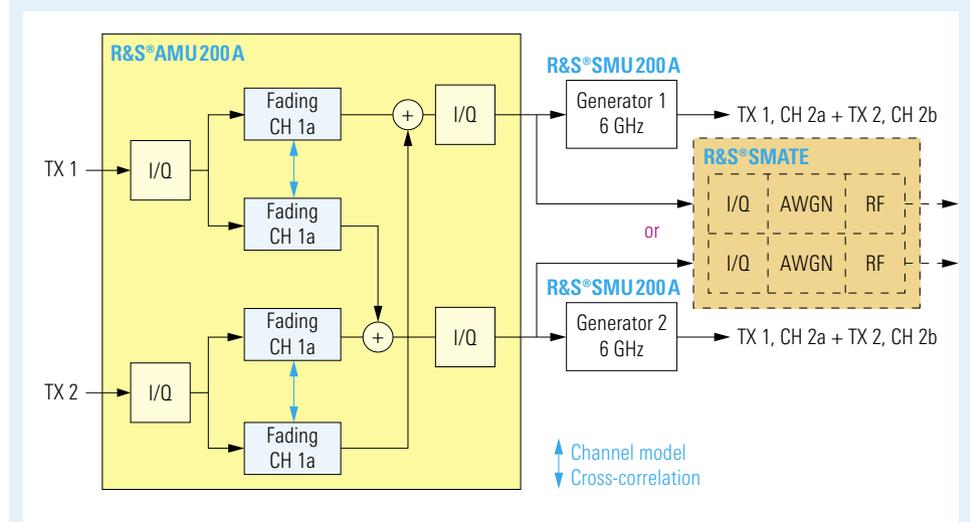 R&S®AMU200A
R&S®SMU200A
Fading
CH 1a
+
I/Q
Generator 1
6 GHz
TX 1, CH 2a + TX 2, CH 2b
R&S®SMATE
TX 1
I/Q
I/Q
AWGN
RF
Fading
CH 1a
or
I/Q
AWGN
RF
R&S®SMU200A
Fading
CH 1a
+
I/Q
Generator 2
6 GHz
TX 1, CH 2a + TX 2, CH 2b
TX 2
I/Q
Fading
CH 1a
Channel model
Cross-correlation